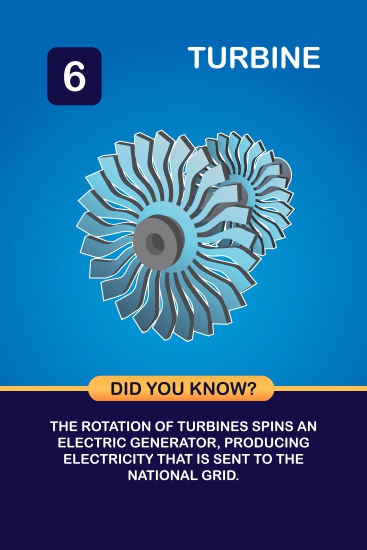 6
TURBINE
DID YOU KNOW?
THE ROTATION OF TURBINES SPINS AN
ELECTRIC GENERATOR, PRODUCING
ELECTRICITY THAT IS SENT TO THE
NATIONAL GRID.